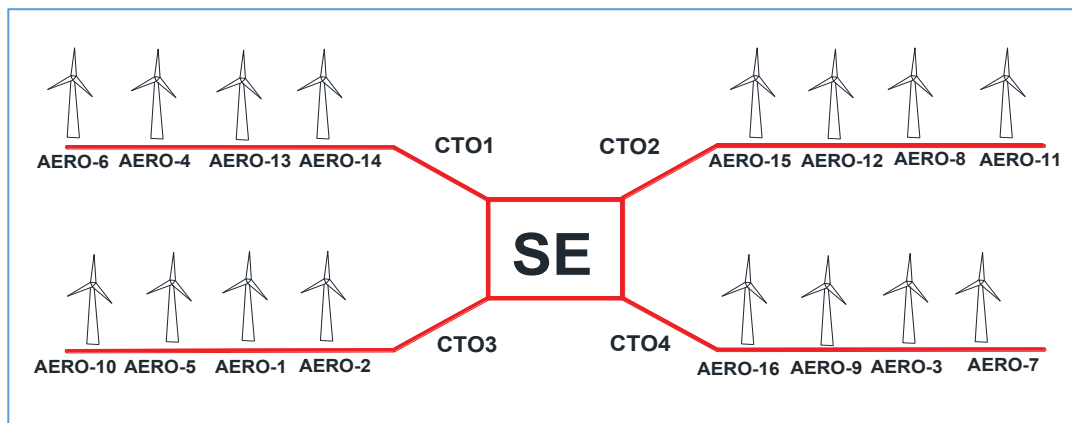 CTO1
CTO2
AERO-6 AERO-4 AERO-13 AERO-14
AERO-15 AERO-12 AERO-8 AERO-11
SE
CTO3
CTO4
AERO-10 AERO-5 AERO-1 AERO-2
AERO-16 AERO-9 AERO-3 AERO-7